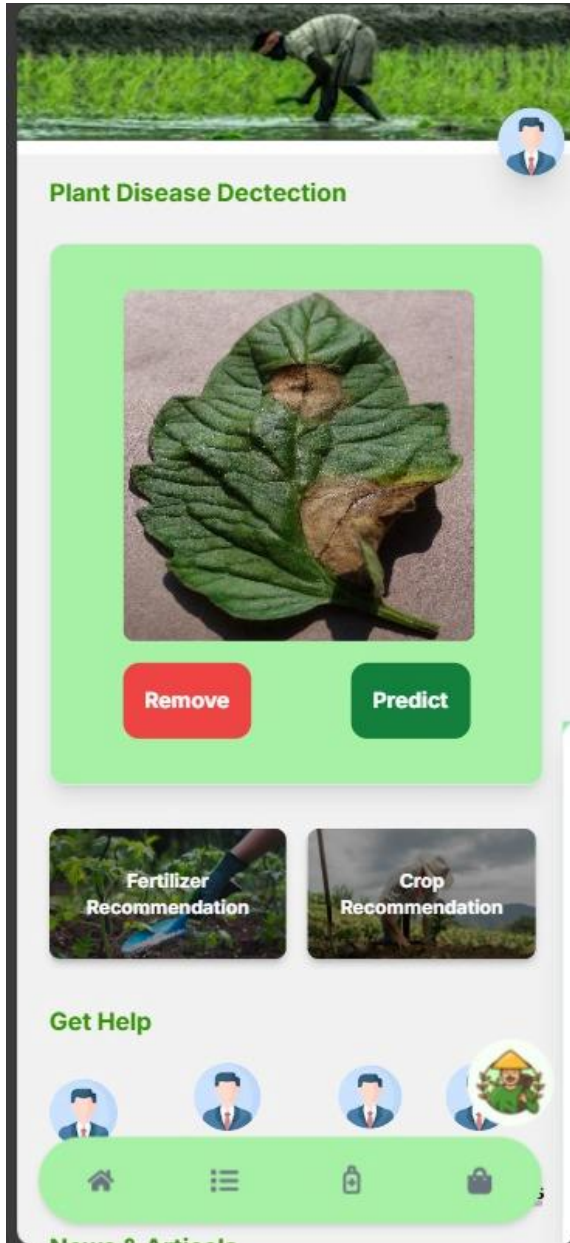 Plant Disease Dectection
Remove
Predict
Fertilizer
Recommendation
Crop
Recommendation
Get Help